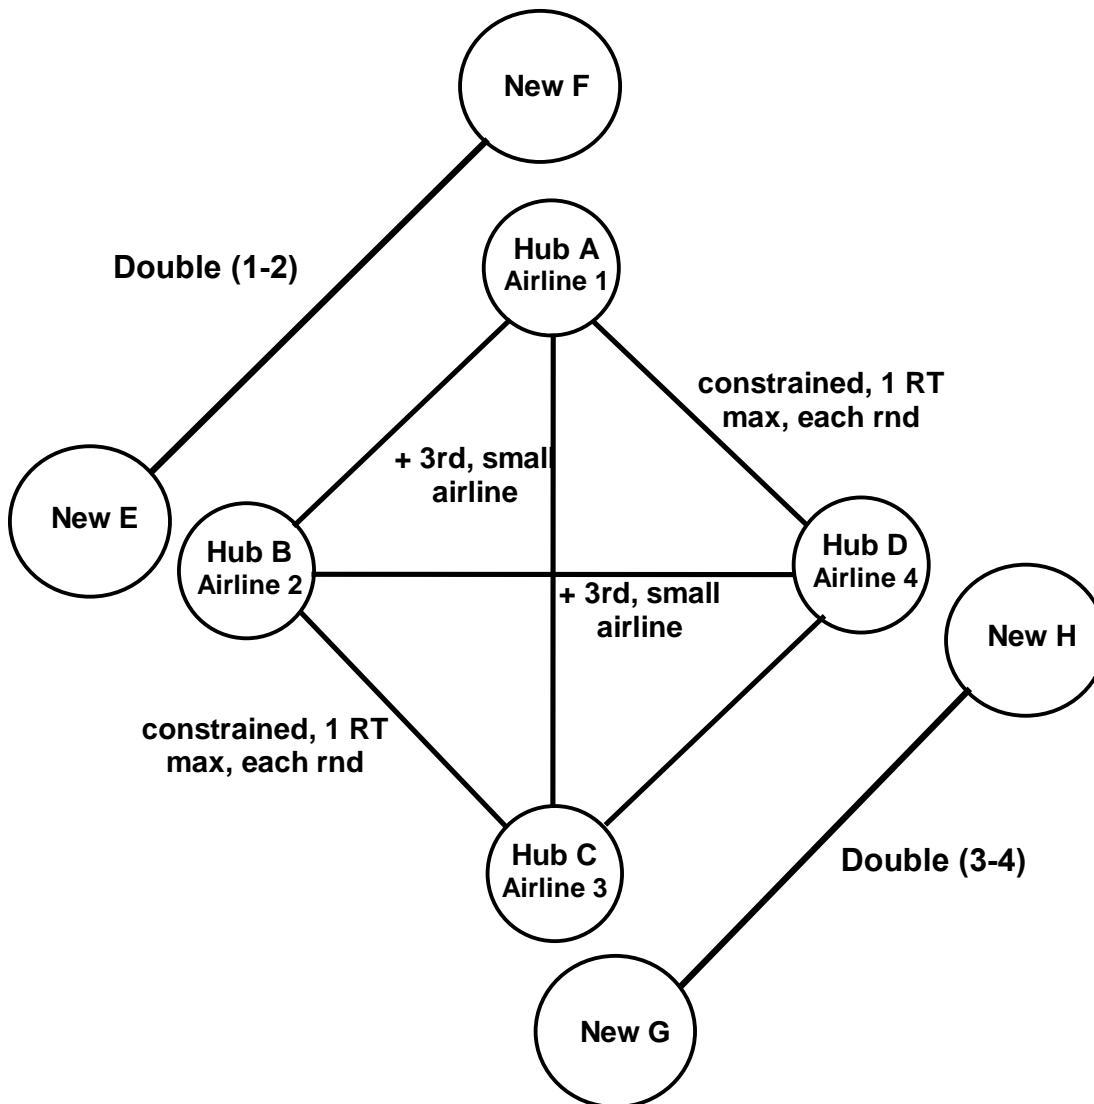 New F
Hub A
Airline 1
Double (1-2)
constrained, 1 RT
max, each rnd
+ 3rd, small
airline
New E
Hub B
Airline 2
Hub D
Airline 4
+ 3rd, small
airline
New H
constrained, 1 RT
max, each rnd
Hub C
Airline 3
Double (3-4)
New G